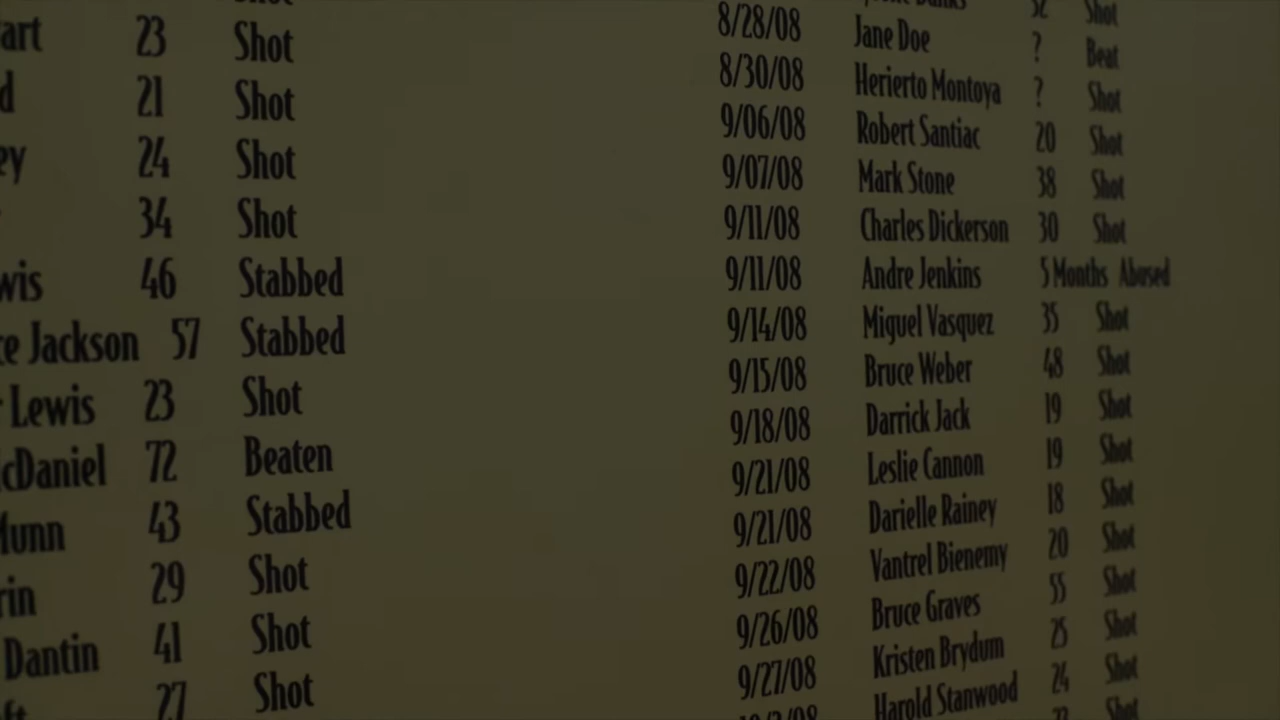 23 Shot
21 Shot
24 Shot
34 Shot
46 Stabbed
Jackson 57 Stabbed
Lewis 23 Shot
72 Beaten
43 Stabbed
29 Shot
Dantin 41 Shot
27 Shot
Shot
8/28/08 Jane Doe ? Beat
8/30/08 Herierto Montoya ? Shot
9/06/08 Robert Santiac 20 Shot
9/07/08 Mark Stone 38 Shot
9/11/08 Charles Dickerson 30 Shot
9/11/08 Andre Jenkins 5 Months Abused
9/14/08 Miguel Vasquez 35 Shot
9/15/08 Bruce Weber 48 Shot
9/18/08 Darrick Jack 19 Shot
9/21/08 Leslie Cannon 19 Shot
9/21/08 Darielle Rainey 18 Shot
9/22/08 Vantrel Bienemy 20 Shot
9/26/08 Bruce Graves 55 Shot
9/27/08 Kristen Brydum 25 Shot
Harold Stanwood 24 Shot
Shot